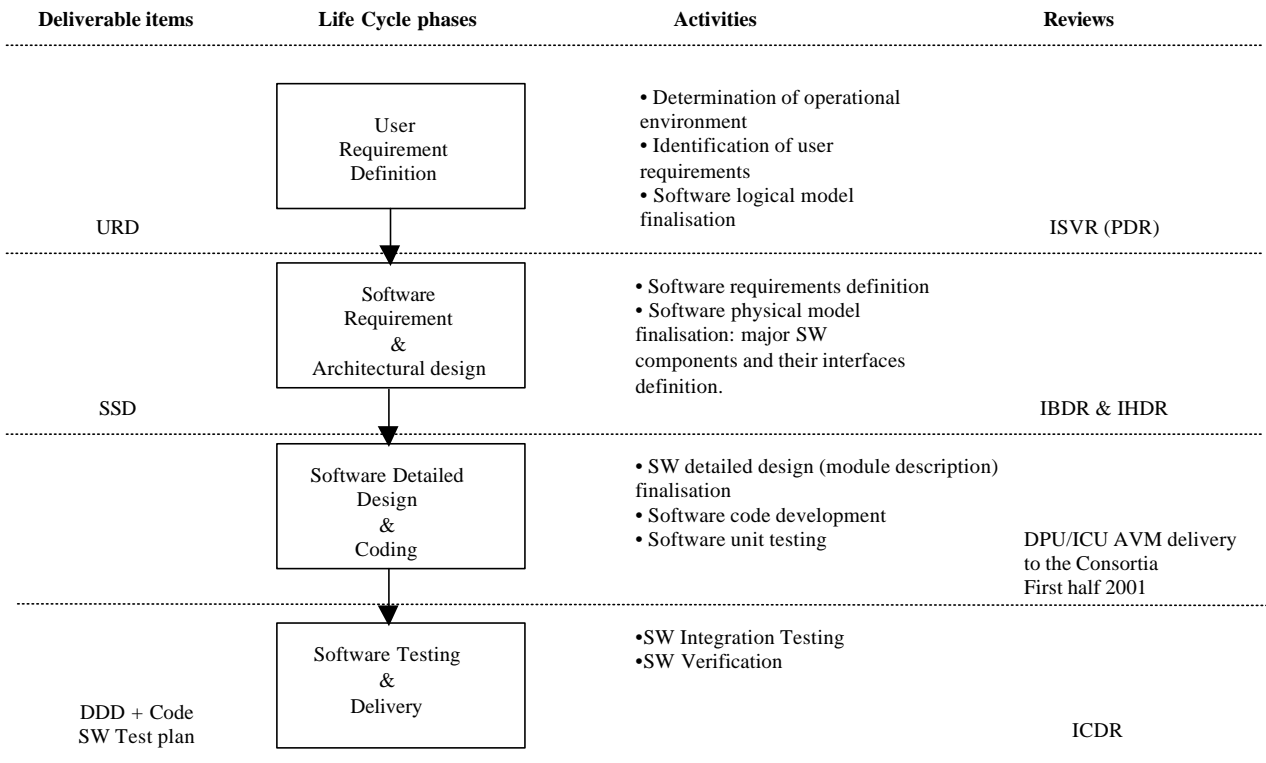 Deliverable items Life Cycle phases Activities Reviews
User
Requirement
Definition
• Determination of operational
environment
• Identification of user
requirements
• Software logical model
finalisation
URD
ISVR (PDR)
Software
Requirement
&
Architectural design
• Software requirements definition
• Software physical model
finalisation: major SW
components and their interfaces
definition.
SSD
IBDR & IHDR
Software Detailed
Design
&
Coding
• SW detailed design (module description)
finalisation
• Software code development
• Software unit testing
DPU/ICU AVM delivery
to the Consortia
First half 2001
Software Testing
&
Delivery
•SW Integration Testing
•SW Verification
DDD + Code
SW Test plan
ICDR